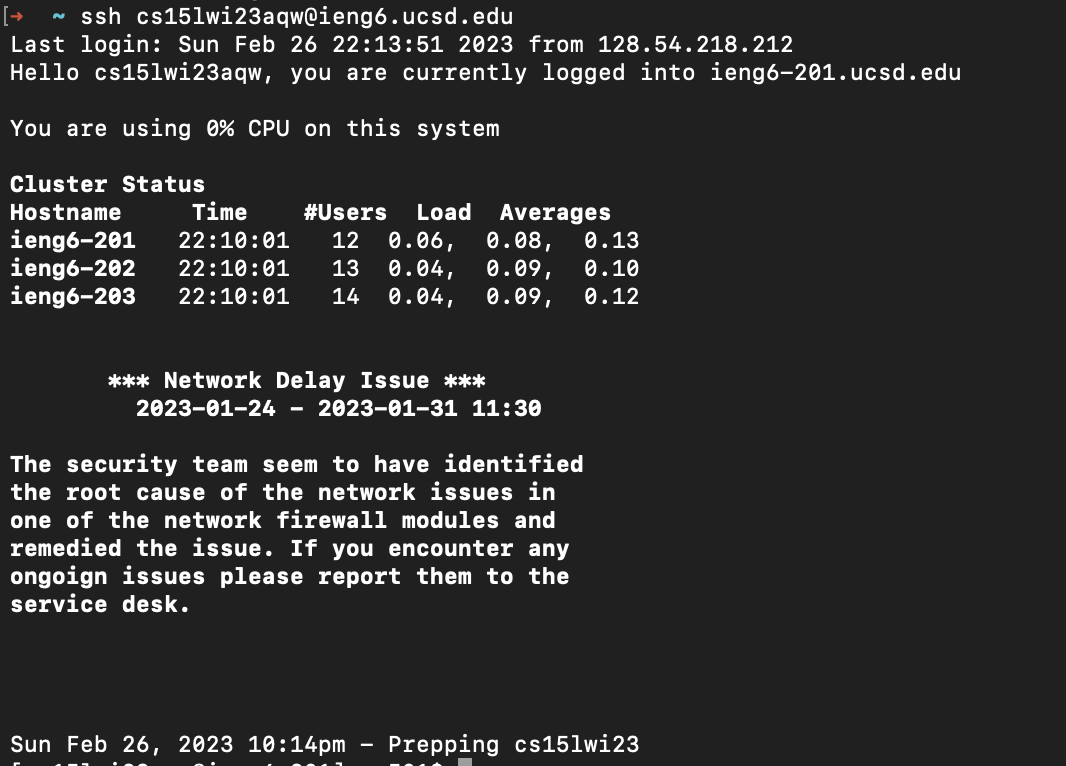 [→ ~ ssh cs15lwi23aqw@ieng6.ucsd.edu
Last login: Sun Feb 26 22:13:51 2023 from 128.54.218.212
Hello cs15lwi23aqw, you are currently logged into ieng6-201.ucsd.edu
You are using 0% CPU on this system
Cluster Status
Hostname Time #Users Load Averages
ieng6-201 22:10:01 12 0.06, 0.08, 0.13
ieng6-202 22:10:01 13 0.04, 0.09, 0.10
ieng6-203 22:10:01 14 0.04, 0.09, 0.12
*** Network Delay Issue ***
2023-01-24 - 2023-01-31 11:30
The security team seem to have identified
the root cause of the network issues in
one of the network firewall modules and
remedied the issue. If you encounter any
ongoign issues please report them to the
service desk.
Sun Feb 26, 2023 10:14pm - Prepping cs15lwi23